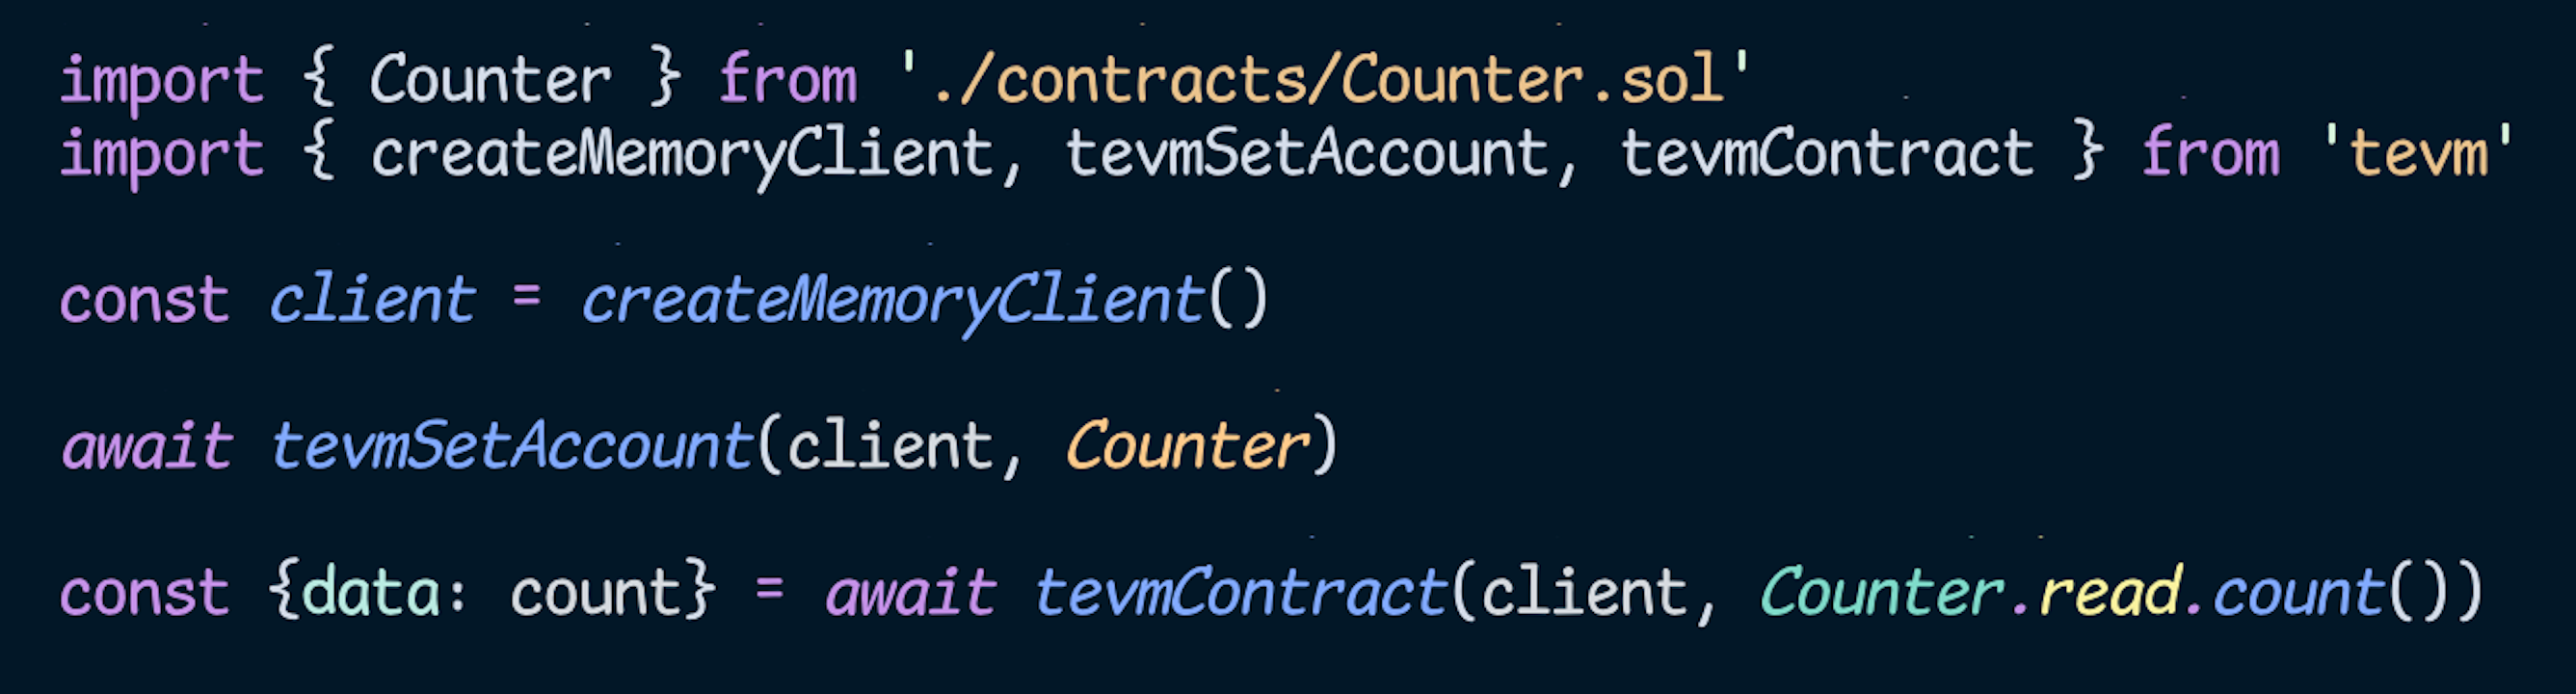 import { Counter } from './contracts/Counter.sol'
import { createMemoryClient, tevmSetAccount, tevmContract } from 'tevm'
const client = createMemoryClient()
await tevmSetAccount(client, Counter)
const {data: count} = await tevmContract(client, Counter.read.count())